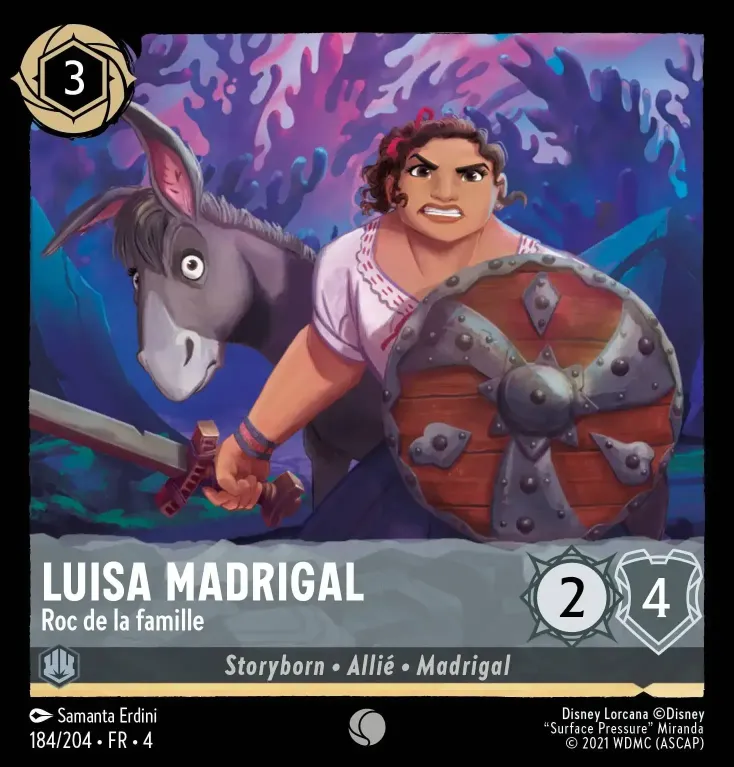 3
LUISA MADRIGAL
Roc de la famille
2
4
Storyborn • Allié • Madrigal
Samanta Erdini
184/204 • FR • 4
Disney Lorcana ©Disney
“Surface Pressure” Miranda
© 2021 WDMC (ASCAP)